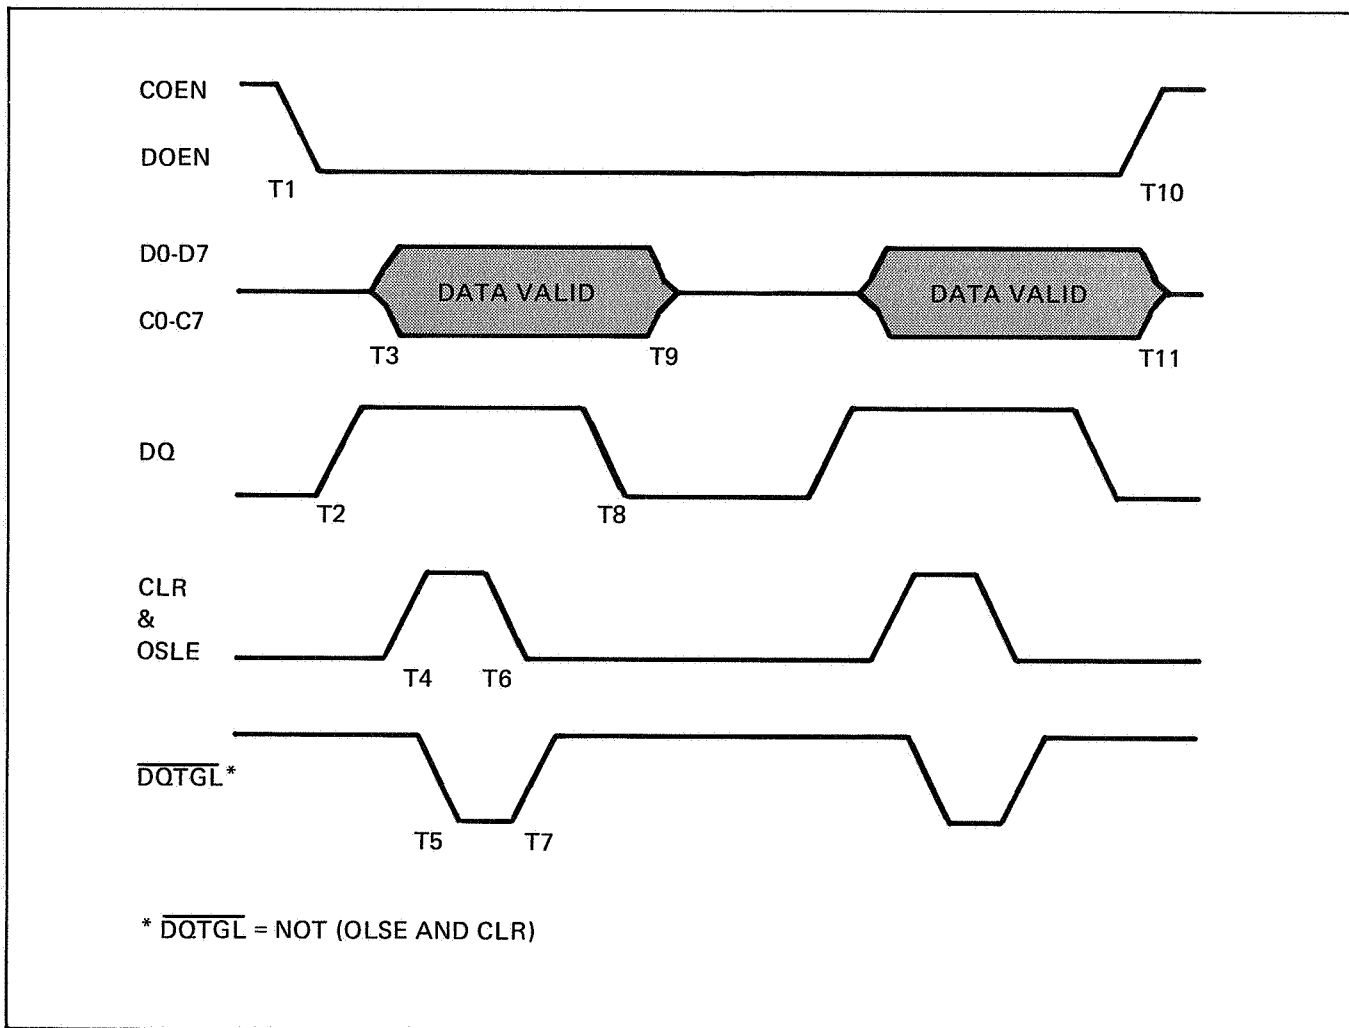 COEN
DOEN
T1
T10
D0-D7
DATA VALID
DATA VALID
C0-C7
T3
T9
T11
DQ
T2
T8
CLR
&
OSLE
T4
T6
DQTGL*
T5
T7
* DQTGL = NOT (OLSE AND CLR)